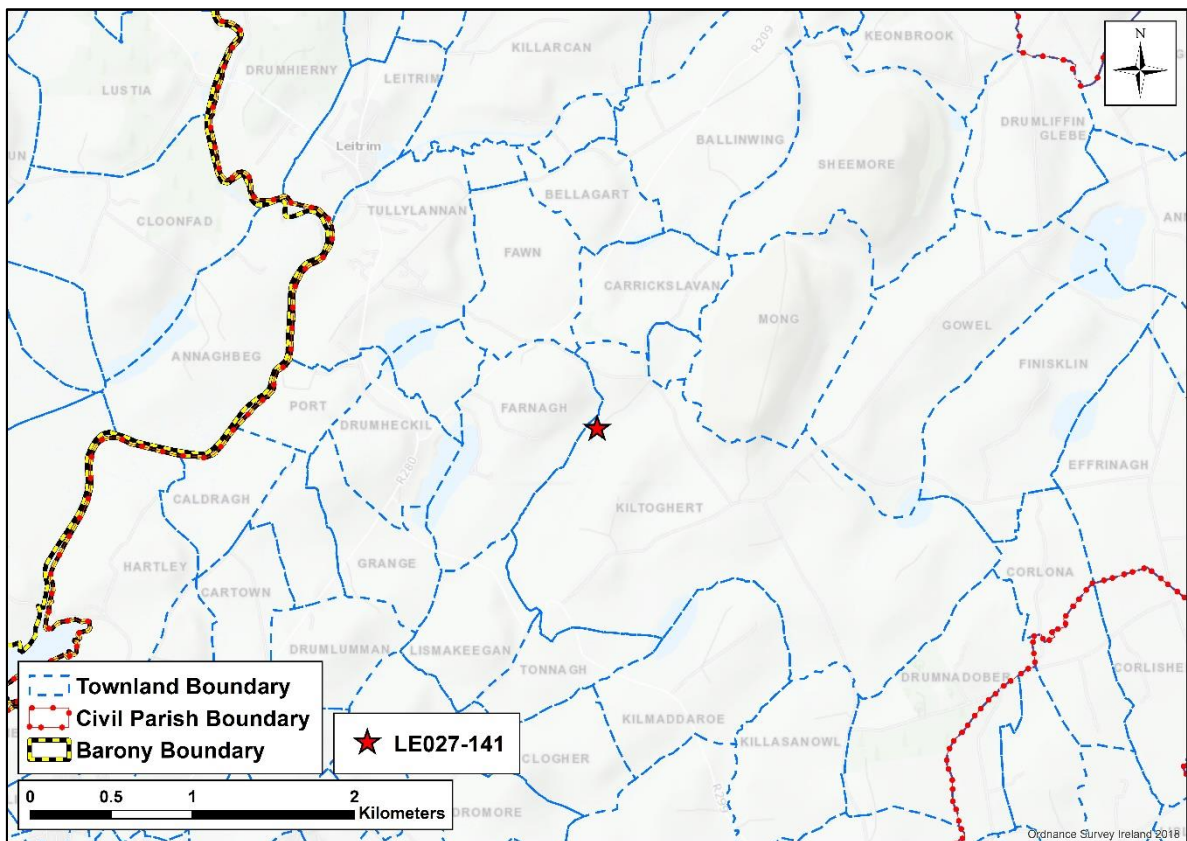 KILLARCAN
R209
KEONBROOK
N
DRUMHIERNY
LEITRIM
LUSTIA
DRUMLIFFIN
GLEBE
BALLINWING
Leitrim
SHEEMORE
UN
BELLAGART
CLOONFAD
TULLYLANNAN
ANN
FAWN
CARRICKSLAVAN
MONG
GOWEL
ANNAGHBEG
FINISKLIN
PORT
FARNAGH
DRUMHECKIL
R280
EFFRINAGH
CALDRAGH
KILTOGHERT
HARTLEY
GRANGE
CORLONA
CARTOWN
DRUMLUMMAN
LISMAKEEGAN
TONNAGH
DRUMNADOBER
CORLISHE
Townland Boundary
Civil Parish Boundary
Barony Boundary
LE027-141
KILMADDAROE
KILLASANOWL
CLOGHER
0 0.5 1 2
Kilometers
DROMORE
Ordnance Survey Ireland 2018